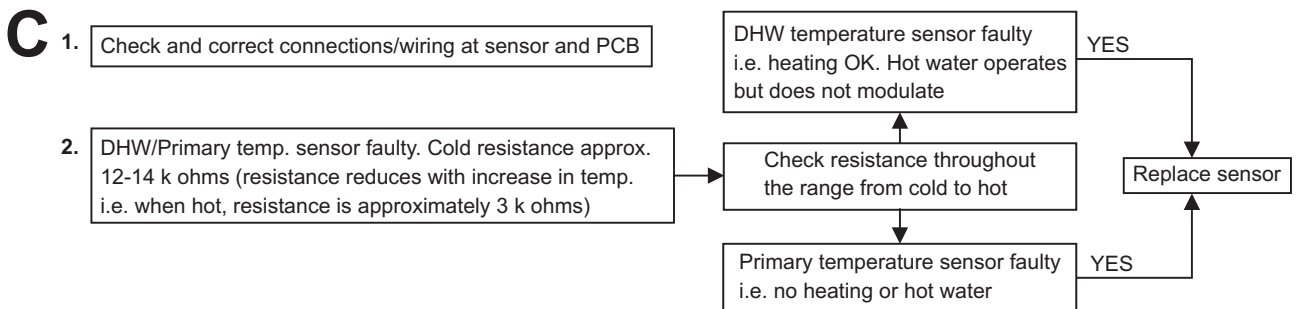 C
1. Check and correct connections/wiring at sensor and PCB
DHW temperature sensor faulty
i.e. heating OK. Hot water operates
but does not modulate
YES
2. DHW/Primary temp. sensor faulty. Cold resistance approx.
12-14 k ohms (resistance reduces with increase in temp.
i.e. when hot, resistance is approximately 3 k ohms)
Check resistance throughout
the range from cold to hot
Replace sensor
Primary temperature sensor faulty
i.e. no heating or hot water
YES